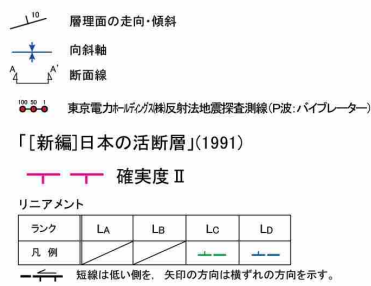 10 層理面の走向・傾斜
向斜軸
A A' 断面線
100 50 1 東京電力ホールディングス㈱反射法地震探査測線(P波:バイブレーター)
「[新編]日本の活断層」(1991)
確実度Ⅱ
リニアメント
ランク LA LB LC LD
凡 例
短線は低い側を、矢印の方向は横ずれの方向を示す。